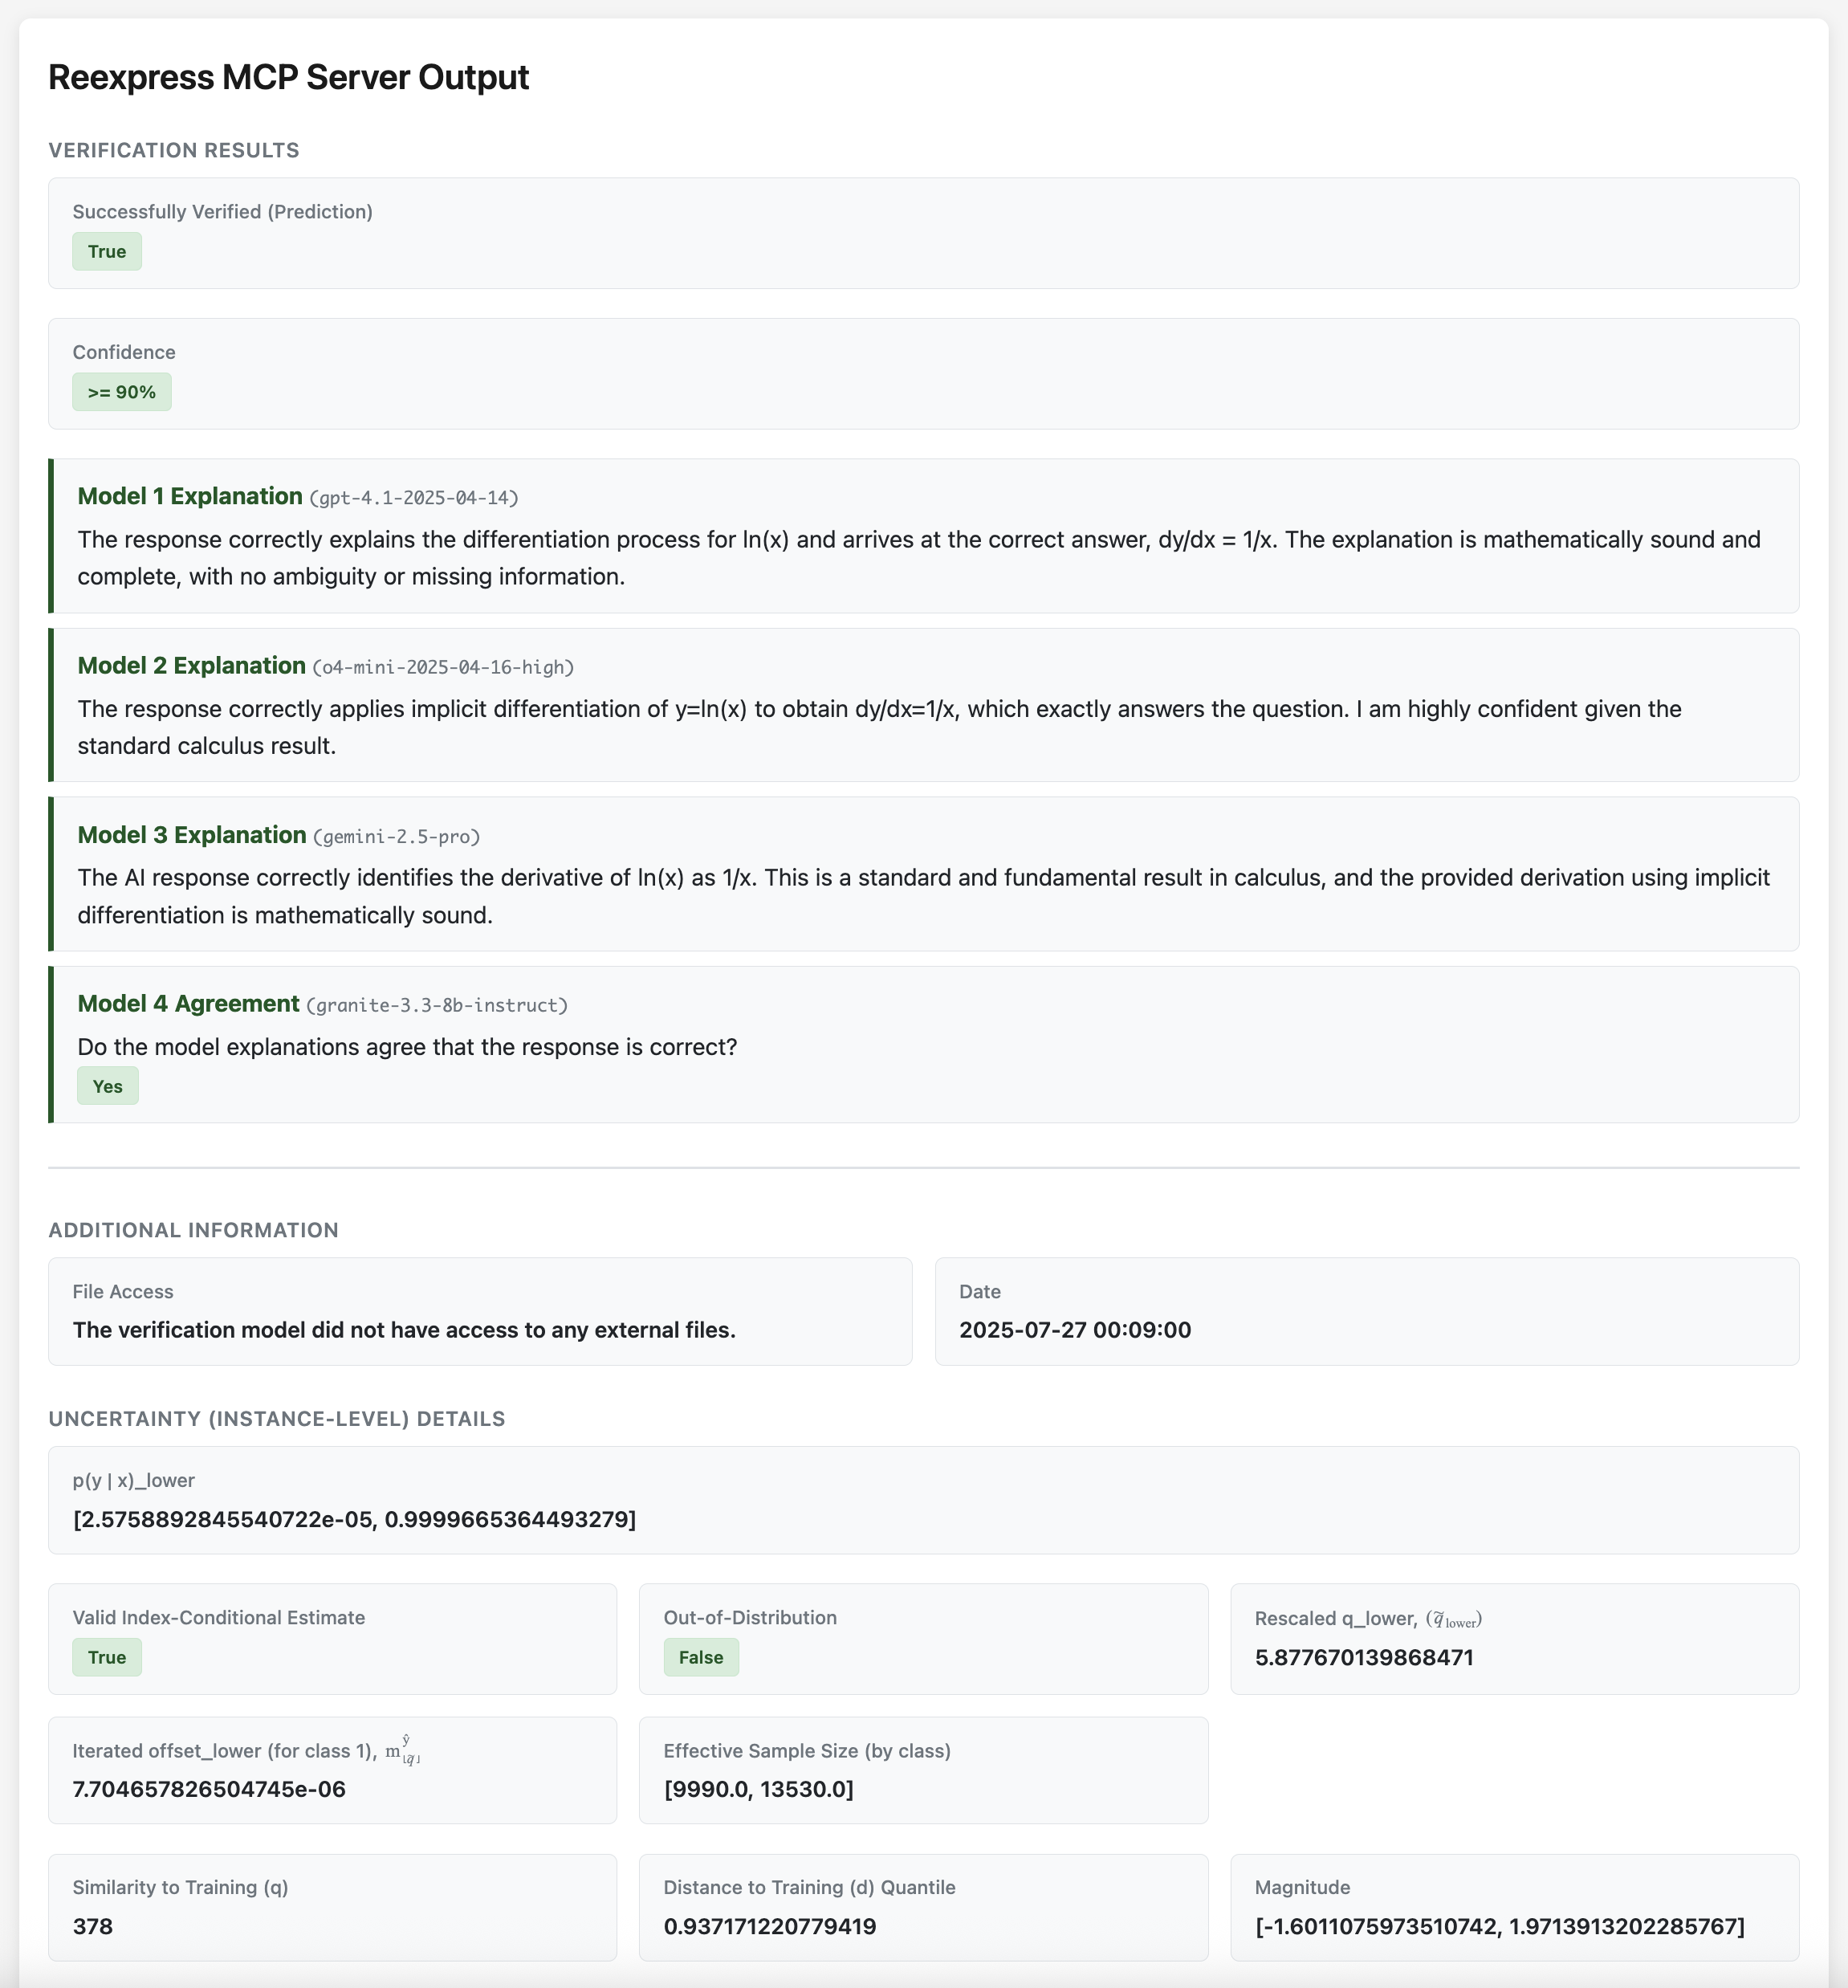 Reexpress MCP Server Output
VERIFICATION RESULTS
Successfully Verified (Prediction)
True
Confidence
>= 90%
Model 1 Explanation (gpt-4.1-2025-04-14)
The response correctly explains the differentiation process for ln(x) and arrives at the correct answer, dy/dx = 1/x. The explanation is mathematically sound and
complete, with no ambiguity or missing information.
Model 2 Explanation (o4-mini-2025-04-16-high)
The response correctly applies implicit differentiation of y=ln(x) to obtain dy/dx=1/x, which exactly answers the question. I am highly confident given the
standard calculus result.
Model 3 Explanation (gemini-2.5-pro)
The AI response correctly identifies the derivative of ln(x) as 1/x. This is a standard and fundamental result in calculus, and the provided derivation using implicit
differentiation is mathematically sound.
Model 4 Agreement (granite-3.3-8b-instruct)
Do the model explanations agree that the response is correct?
Yes
ADDITIONAL INFORMATION
File Access
The verification model did not have access to any external files.
Date
2025-07-27 00:09:00
UNCERTAINTY (INSTANCE-LEVEL) DETAILS
p(y | x)_lower
[2.5758892845540722e-05, 0.9999665364493279]
Valid Index-Conditional Estimate
True
Out-of-Distribution
False
Rescaled q_lower, (q̃ lower)
5.877670139868471
Iterated offset_lower (for class 1), m ŷ ⌊q̃⌋
7.704657826504745e-06
Effective Sample Size (by class)
[9990.0, 13530.0]
Similarity to Training (q)
378
Distance to Training (d) Quantile
0.937171220779419
Magnitude
[-1.6011075973510742, 1.9713913202285767]